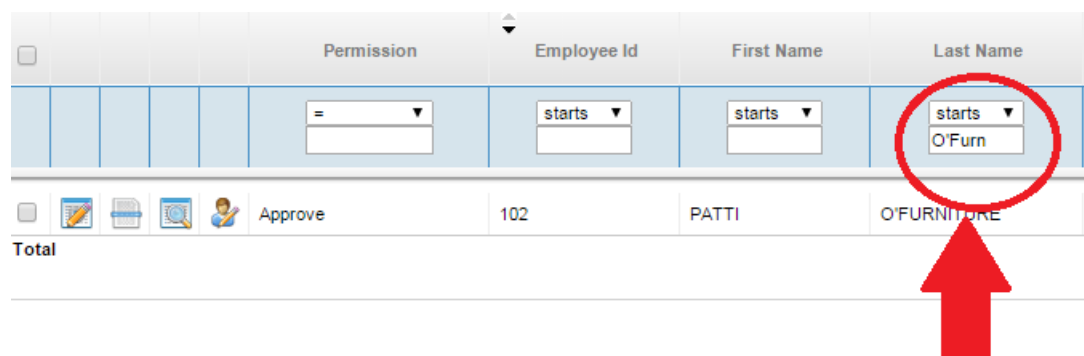 Permission Employee Id First Name Last Name
= starts starts starts
O'Furn
Approve 102 PATTI O'FURNITURE
Total